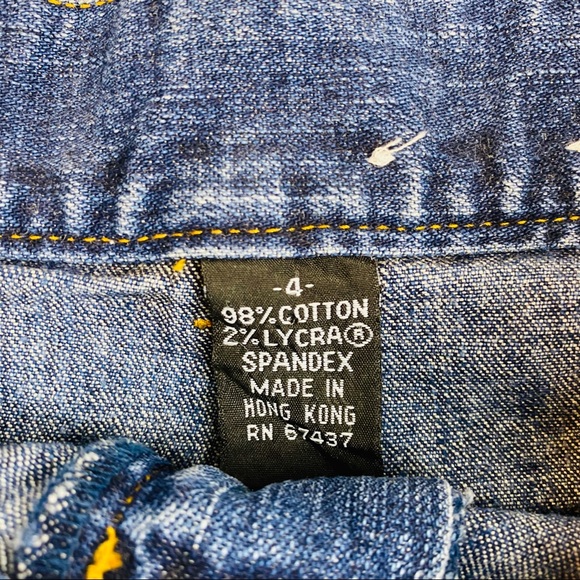 -4-
98% COTTON
2% LYCRA®
SPANDEX
MADE IN
HONG KONG
RN 67437